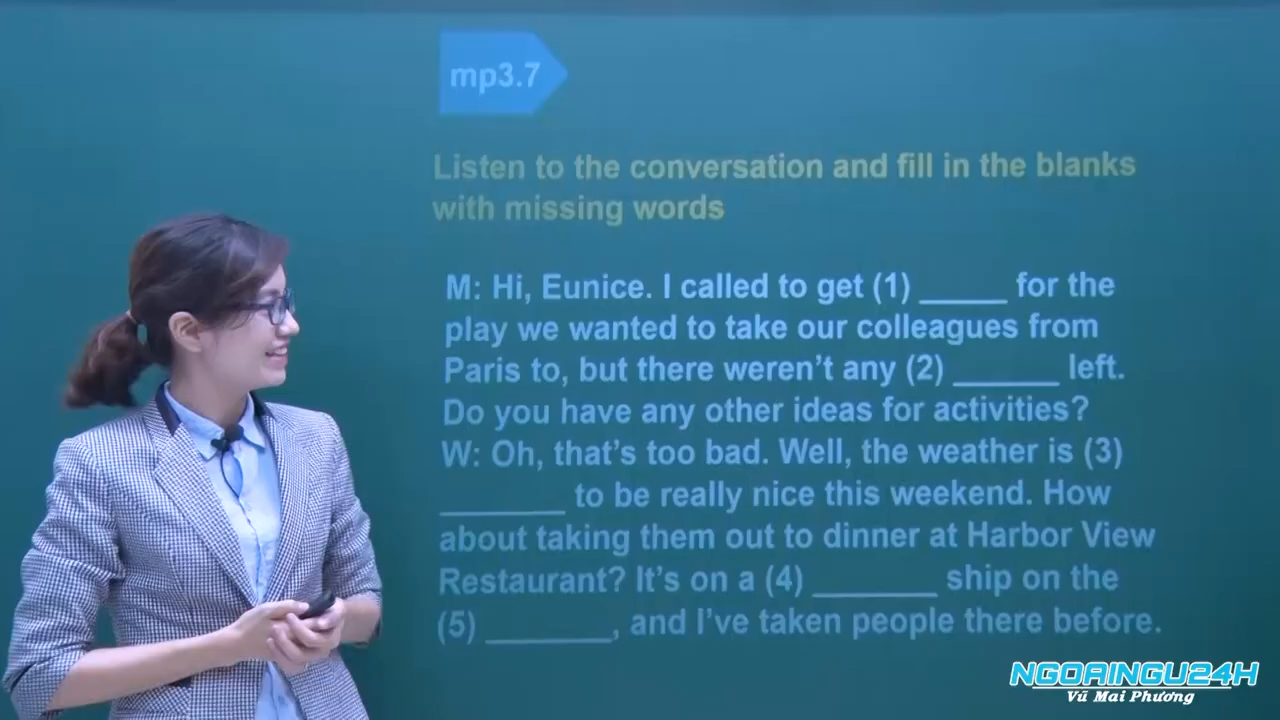 mp3.7
Listen to the conversation and fill in the blanks
with missing words
M: Hi, Eunice. I called to get (1) _____ for the
play we wanted to take our colleagues from
Paris to, but there weren't any (2) ______ left.
Do you have any other ideas for activities?
W: Oh, that's too bad. Well, the weather is (3)
_______ to be really nice this weekend. How
about taking them out to dinner at Harbor View
Restaurant? It's on a (4) _______ ship on the
(5) _______, and I've taken people there before.
NGOAINGU24H
Vũ Mai Phương